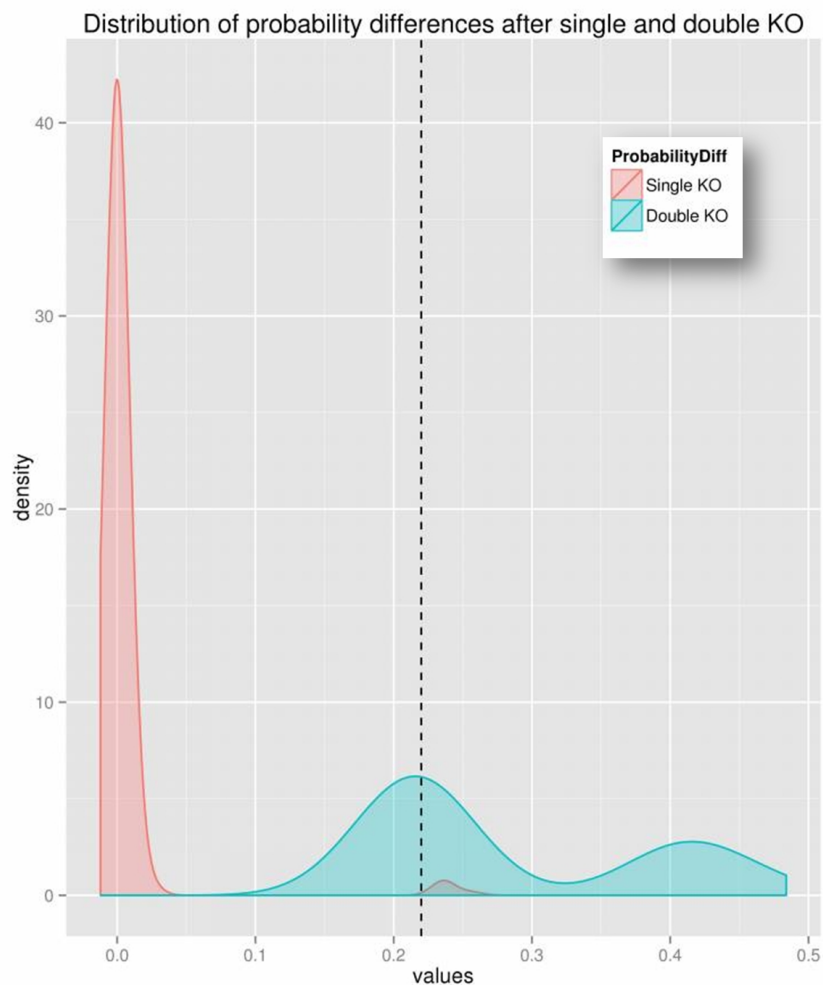 Distribution of probability differences after single and double KO
ProbabilityDiff
Single KO
Double KO
40
30
20
10
0
density
0.0 0.1 0.2 0.3 0.4 0.5
values